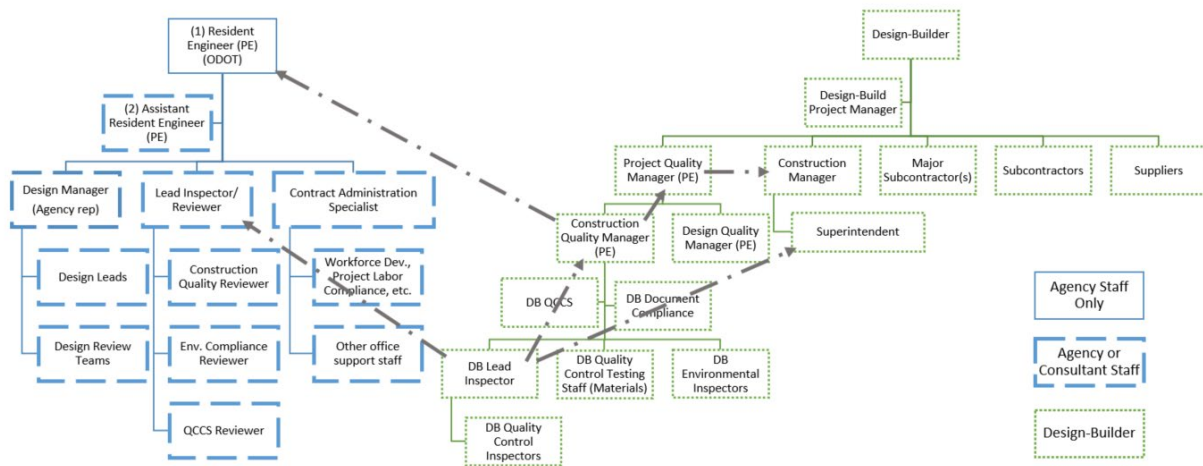 (1) Resident
Engineer (PE)
(ODOT)
(2) Assistant
Resident Engineer
(PE)
Design Manager
(Agency rep)
Lead Inspector/
Reviewer
Contract Administration
Specialist
Design Leads
Construction
Quality Reviewer
Workforce Dev.,
Project Labor
Compliance, etc.
Design Review
Teams
Env. Compliance
Reviewer
Other office
support staff
QCCS Reviewer
Design-Builder
Design-Build
Project Manager
Project Quality
Manager (PE)
Construction
Manager
Major
Subcontractor(s)
Subcontractors
Suppliers
Construction
Quality Manager
(PE)
Design Quality
Manager (PE)
Superintendent
DB QCCS
DB Document
Compliance
DB Lead
Inspector
DB Quality
Control Testing
Staff (Materials)
DB
Environmental
Inspectors
DB Quality
Control
Inspectors
Agency Staff
Only
Agency or
Consultant Staff
Design-Builder